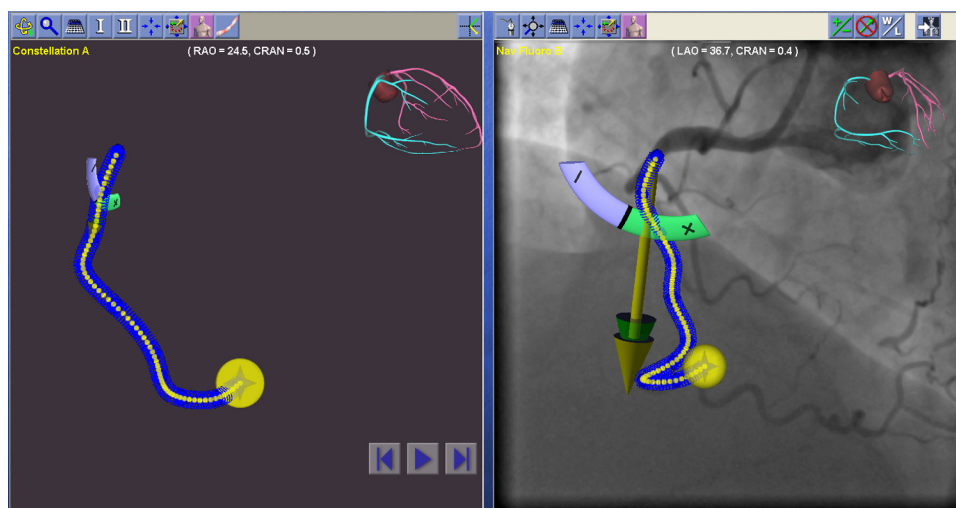 I II
W/L
Constellation A
( RAO = 24.5, CRAN = 0.5 )
Nav Fluoro B
( LAO = 36.7, CRAN = 0.4 )
- +